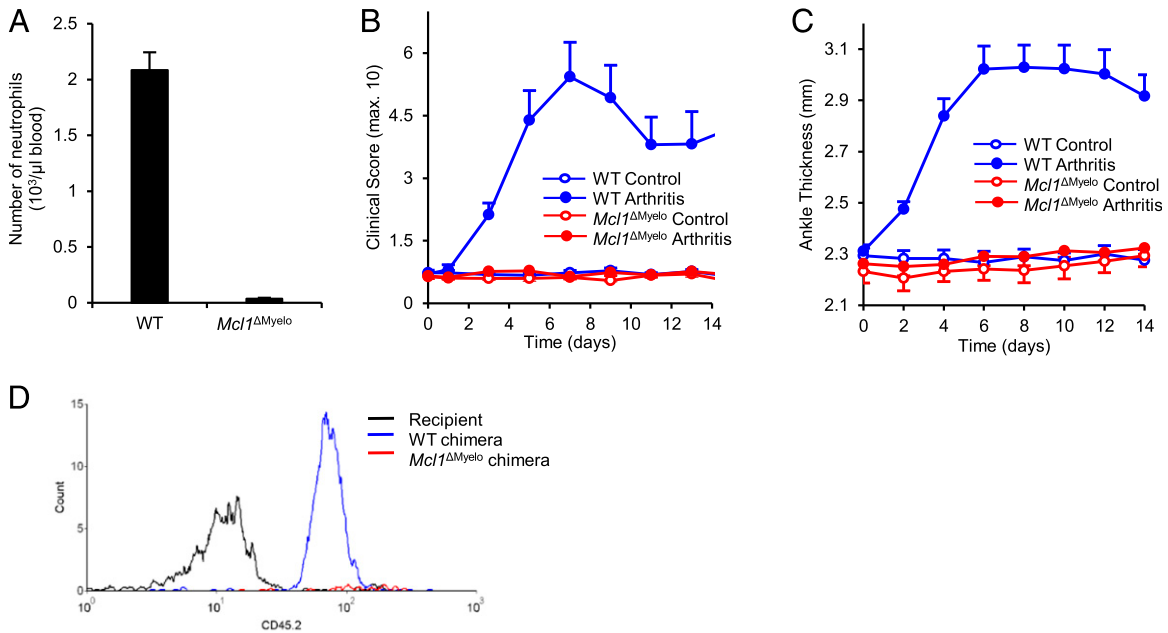 A
2.5
2
1.5
1
0.5
0
Number of neutrophils
(10³/µl blood)
WT
Mcl1ΔMyelo
B
6
4.5
3
1.5
0
Clinical Score (max. 10)
WT Control
WT Arthritis
Mcl1ΔMyelo Control
Mcl1ΔMyelo Arthritis
0 2 4 6 8 10 12 14
Time (days)
C
3.1
2.9
2.7
2.5
2.3
2.1
Ankle Thickness (mm)
WT Control
WT Arthritis
Mcl1ΔMyelo Control
Mcl1ΔMyelo Arthritis
0 2 4 6 8 10 12 14
Time (days)
D
15
10
5
0
Count
10⁰ 10¹ 10² 10³
CD45.2
Recipient
WT chimera
Mcl1ΔMyelo chimera